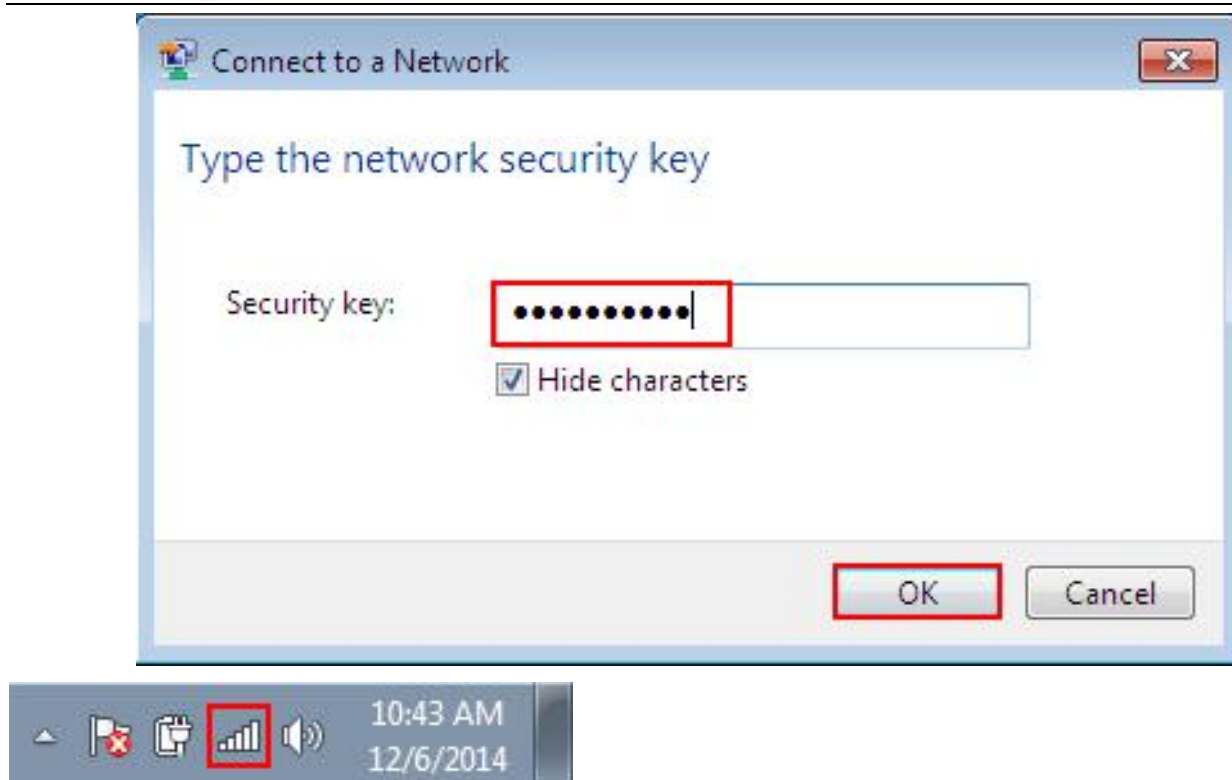 Connect to a Network
Type the network security key
Security key: ••••••••••
Hide characters
OK Cancel
10:43 AM
12/6/2014